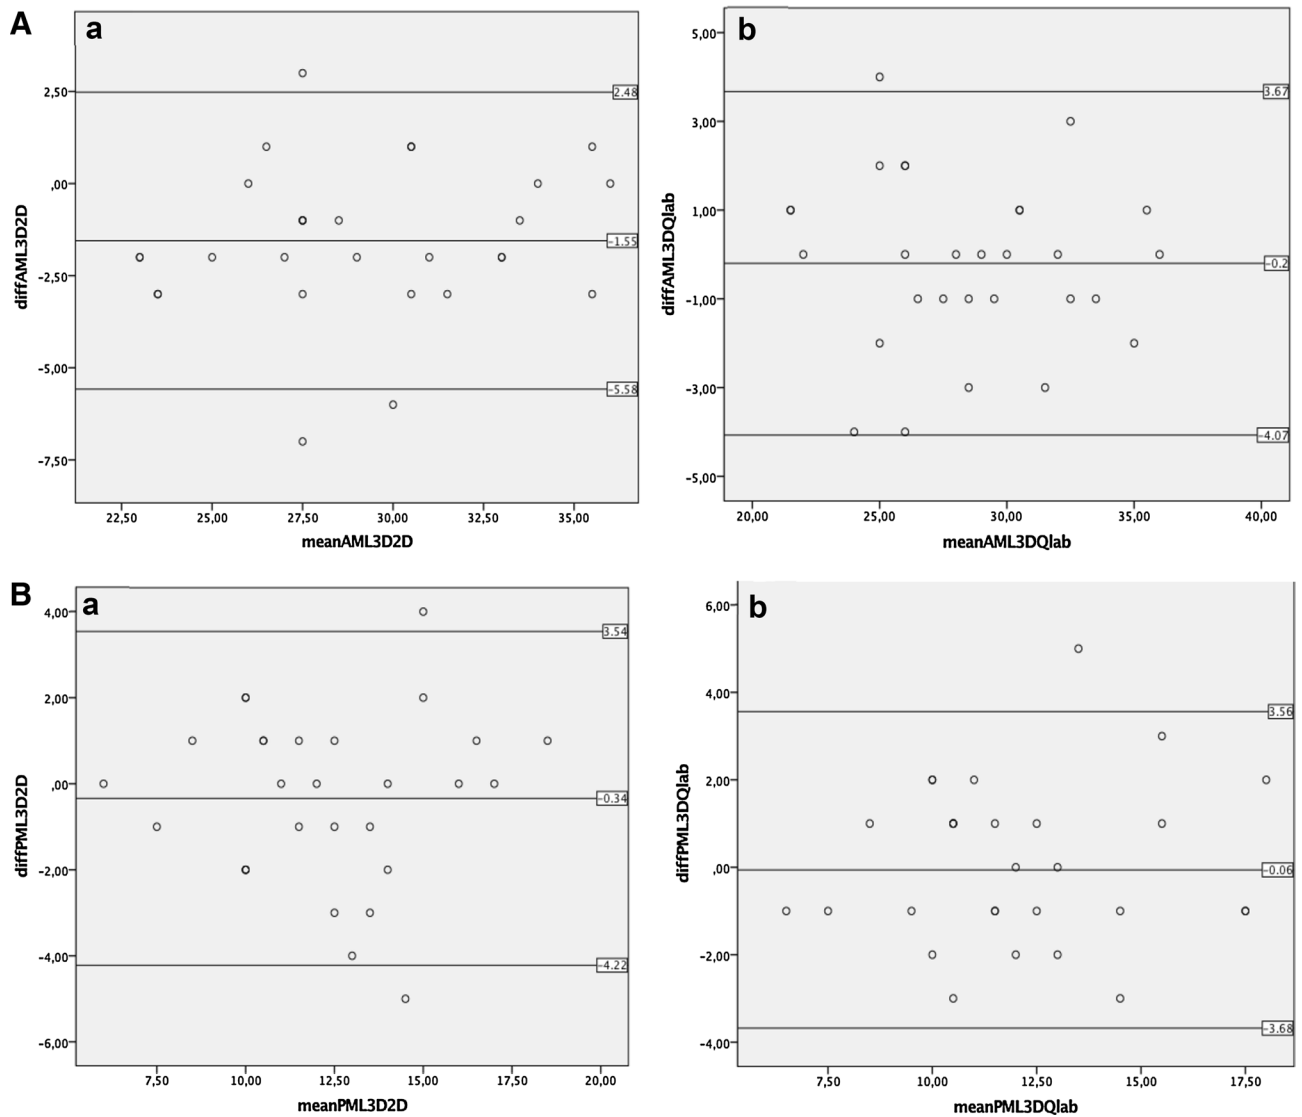 A
a
2,50
,00
-2,50
-5,00
-7,50
diffAML3D2D
2.48
-1.55
-5.58
22,50 25,00 27,50 30,00 32,50 35,00
meanAML3D2D
b
5,00
3,00
1,00
-1,00
-3,00
-5,00
diffAML3DQlab
3.67
-0.2
-4.07
20,00 25,00 30,00 35,00 40,00
meanAML3DQlab
B
a
4,00
2,00
,00
-2,00
-4,00
-6,00
diffPML3D2D
3.54
-0.34
-4.22
7,50 10,00 12,50 15,00 17,50 20,00
meanPML3D2D
b
6,00
4,00
2,00
,00
-2,00
-4,00
diffPML3DQlab
3.56
-0.06
-3.68
7,50 10,00 12,50 15,00 17,50
meanPML3DQlab